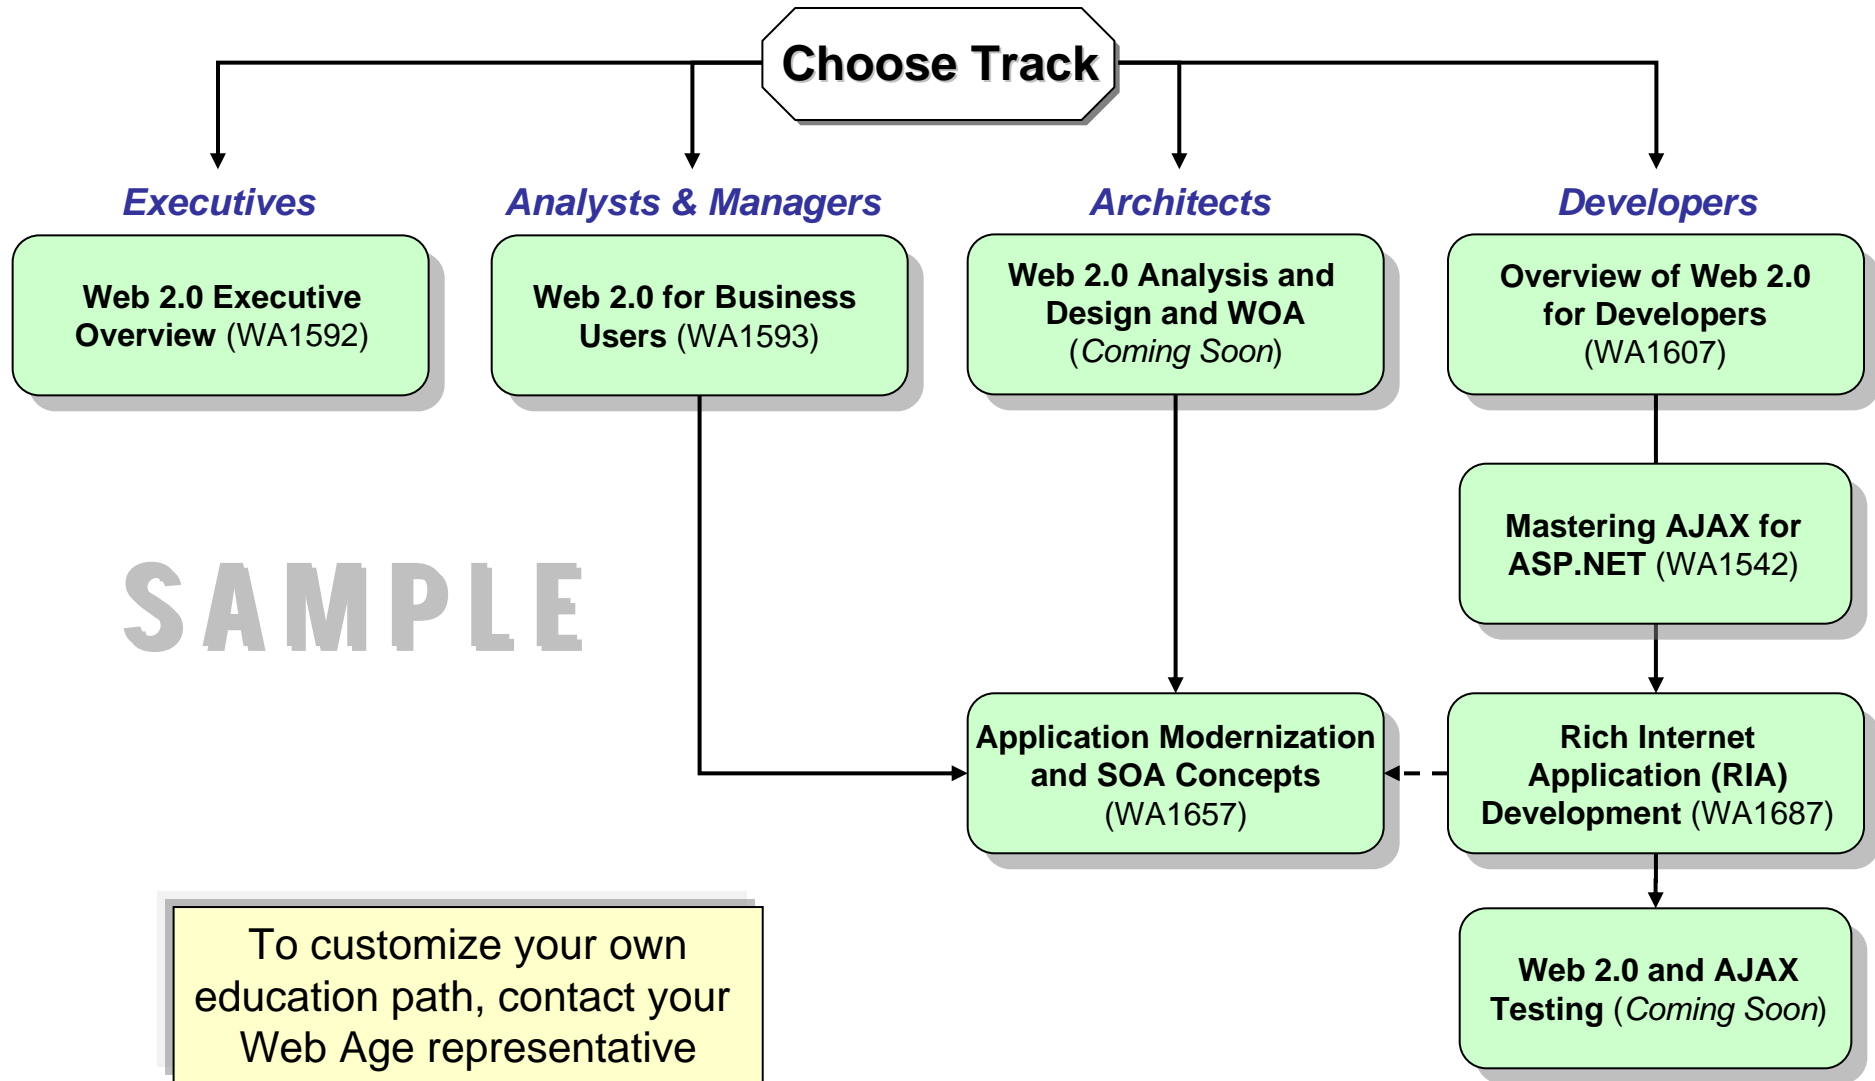 Choose Track
Executives
Web 2.0 Executive
Overview (WA1592)
Analysts & Managers
Web 2.0 for Business
Users (WA1593)
Architects
Web 2.0 Analysis and
Design and WOA
(Coming Soon)
Developers
Overview of Web 2.0
for Developers
(WA1607)
Mastering AJAX for
ASP.NET (WA1542)
SAMPLE
Application Modernization
and SOA Concepts
(WA1657)
Rich Internet
Application (RIA)
Development (WA1687)
Web 2.0 and AJAX
Testing (Coming Soon)
To customize your own
education path, contact your
Web Age representative